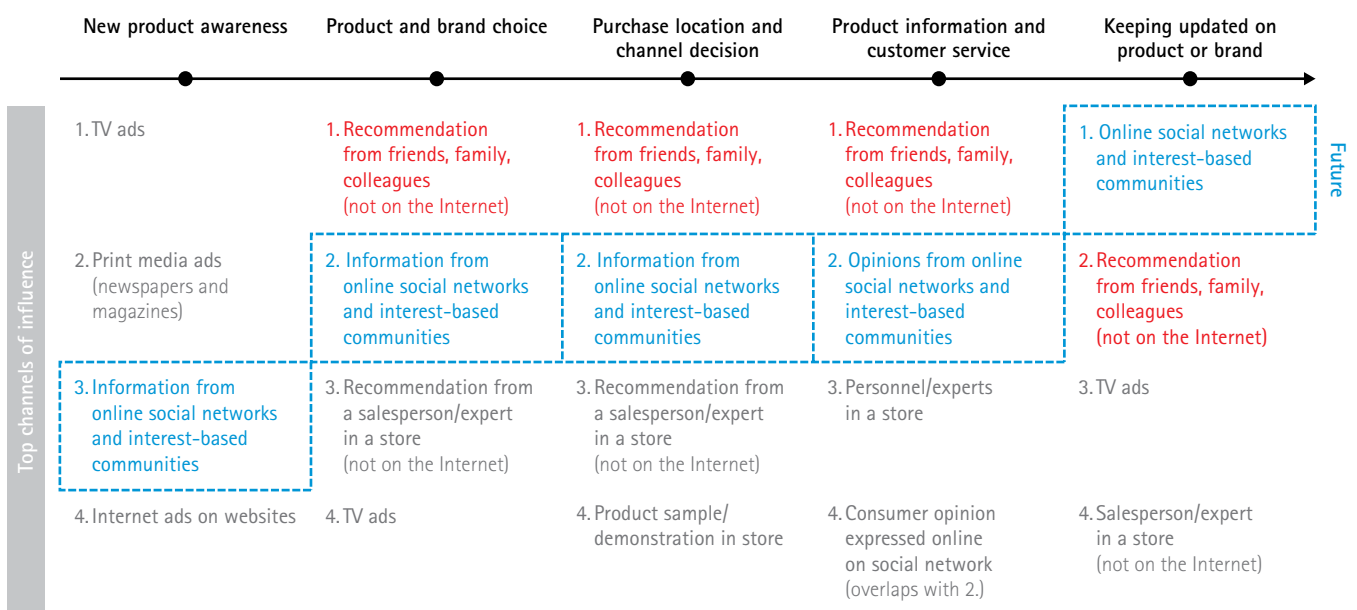 New product awareness
Product and brand choice
Purchase location and
channel decision
Product information and
customer service
Keeping updated on
product or brand
Top channels of influence
1. TV ads
2. Print media ads
(newspapers and
magazines)
3. Information from
online social networks
and interest-based
communities
4. Internet ads on websites
1. Recommendation
from friends, family,
colleagues
(not on the Internet)
2. Information from
online social networks
and interest-based
communities
3. Recommendation from
a salesperson/expert
in a store
(not on the Internet)
4. TV ads
1. Recommendation
from friends, family,
colleagues
(not on the Internet)
2. Information from
online social networks
and interest-based
communities
3. Recommendation from
a salesperson/expert
in a store
(not on the Internet)
4. Product sample/
demonstration in store
1. Recommendation
from friends, family,
colleagues
(not on the Internet)
2. Opinions from online
social networks and
interest-based
communities
3. Personnel/experts
in a store
4. Consumer opinion
expressed online
on social network
(overlaps with 2.)
1. Online social networks
and interest-based
communities
2. Recommendation
from friends, family,
colleagues
(not on the Internet)
3. TV ads
4. Salesperson/expert
in a store
(not on the Internet)
Future